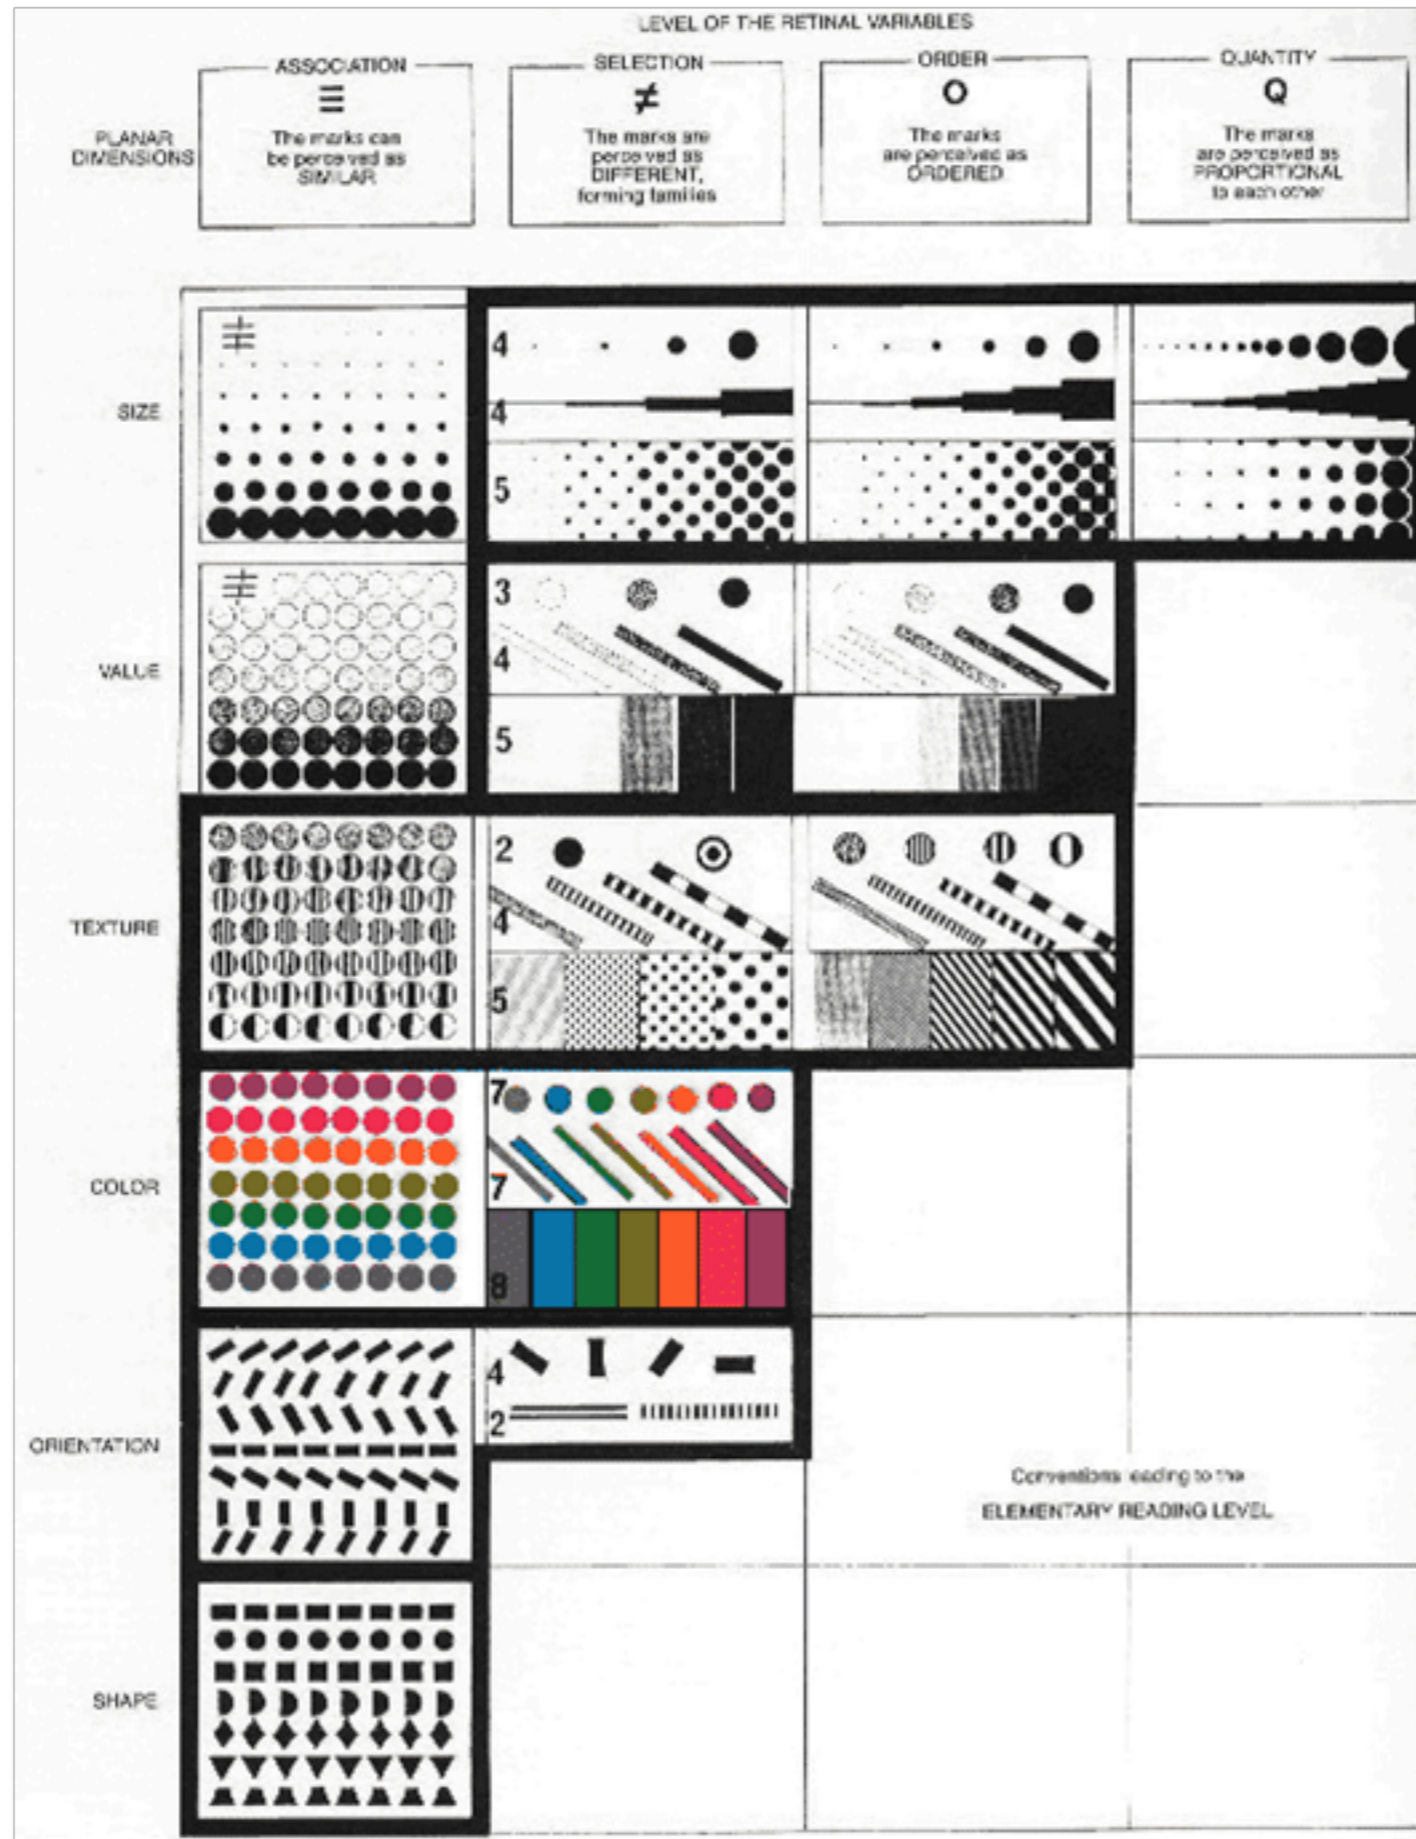 LEVEL OF THE RETINAL VARIABLES
ASSOCIATION
≡
The marks can
be perceived as
SIMILAR
SELECTION
≠
The marks are
perceived as
DIFFERENT,
forming families
ORDER
O
The marks
are perceived as
ORDERED
QUANTITY
Q
The marks
are perceived as
PROPORTIONAL
to each other
PLANAR
DIMENSIONS
SIZE
4
4
5
VALUE
3
4
5
TEXTURE
2
4
5
COLOR
7
7
8
ORIENTATION
4
2
Conventions leading to the
ELEMENTARY READING LEVEL
SHAPE